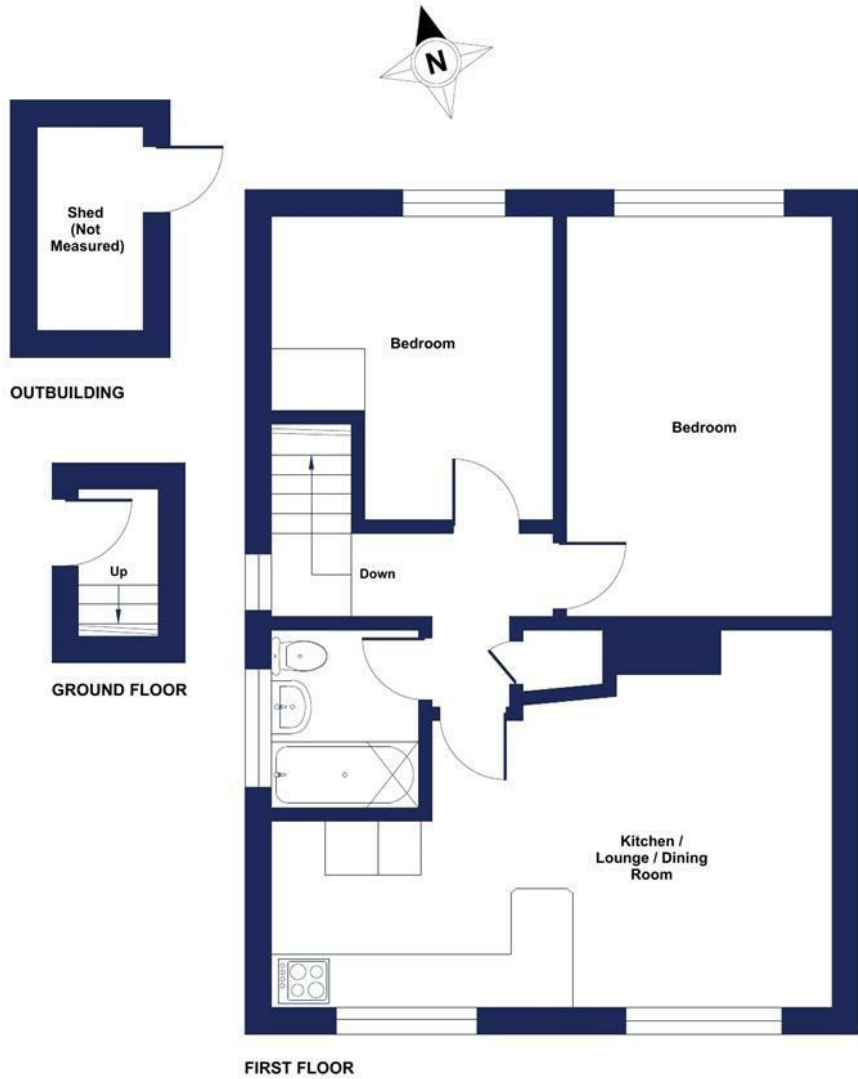 N
Shed
(Not
Measured)
OUTBUILDING
Bedroom
Bedroom
Up
Down
GROUND FLOOR
Kitchen /
Lounge / Dining
Room
FIRST FLOOR